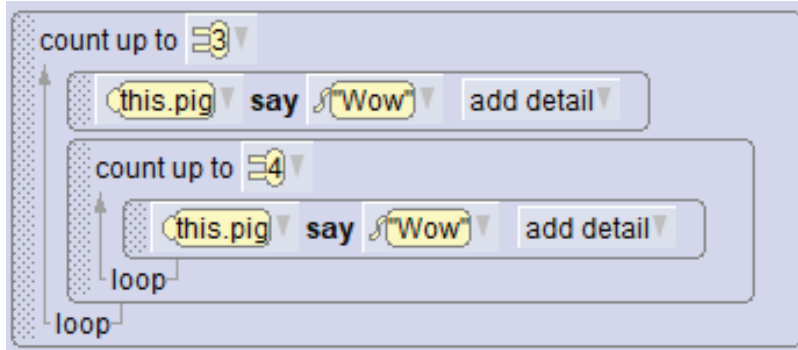 count up to 3
this.pig say "Wow" add detail
count up to 4
this.pig say "Wow" add detail
loop
loop